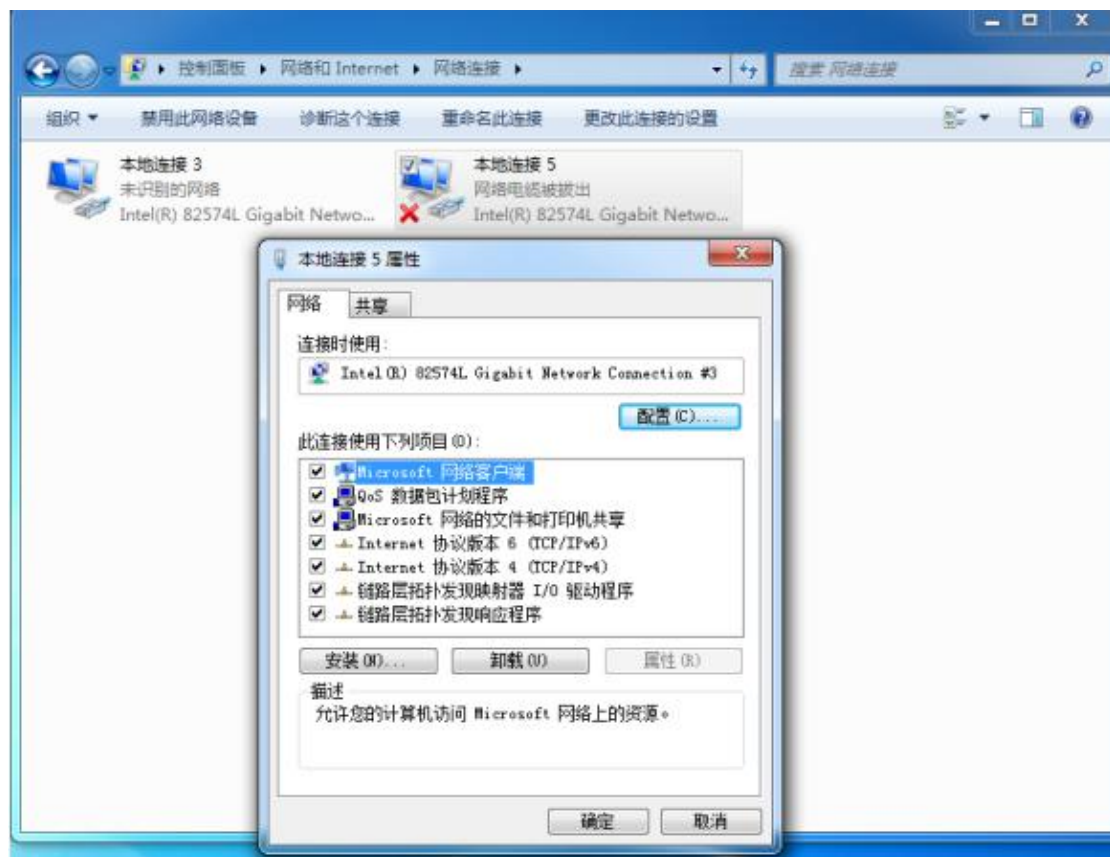 控制面板 ▸ 网络和 Internet ▸ 网络连接 ▸
搜索 网络连接
组织 禁用此网络设备 诊断这个连接 重命名此连接 更改此连接的设置
本地连接 3
未识别的网络
Intel(R) 82574L Gigabit Netwo...
本地连接 5
网络电缆被拔出
Intel(R) 82574L Gigabit Netwo...
本地连接 5 属性
网络 共享
连接时使用:
Intel(R) 82574L Gigabit Network Connection #3
配置(C)...
此连接使用下列项目(O):
Microsoft 网络客户端
QoS 数据包计划程序
Microsoft 网络的文件和打印机共享
Internet 协议版本 6 (TCP/IPv6)
Internet 协议版本 4 (TCP/IPv4)
链路层拓扑发现映射器 I/O 驱动程序
链路层拓扑发现响应程序
安装(N)... 卸载(U) 属性(R)
描述
允许您的计算机访问 Microsoft 网络上的资源。
确定 取消